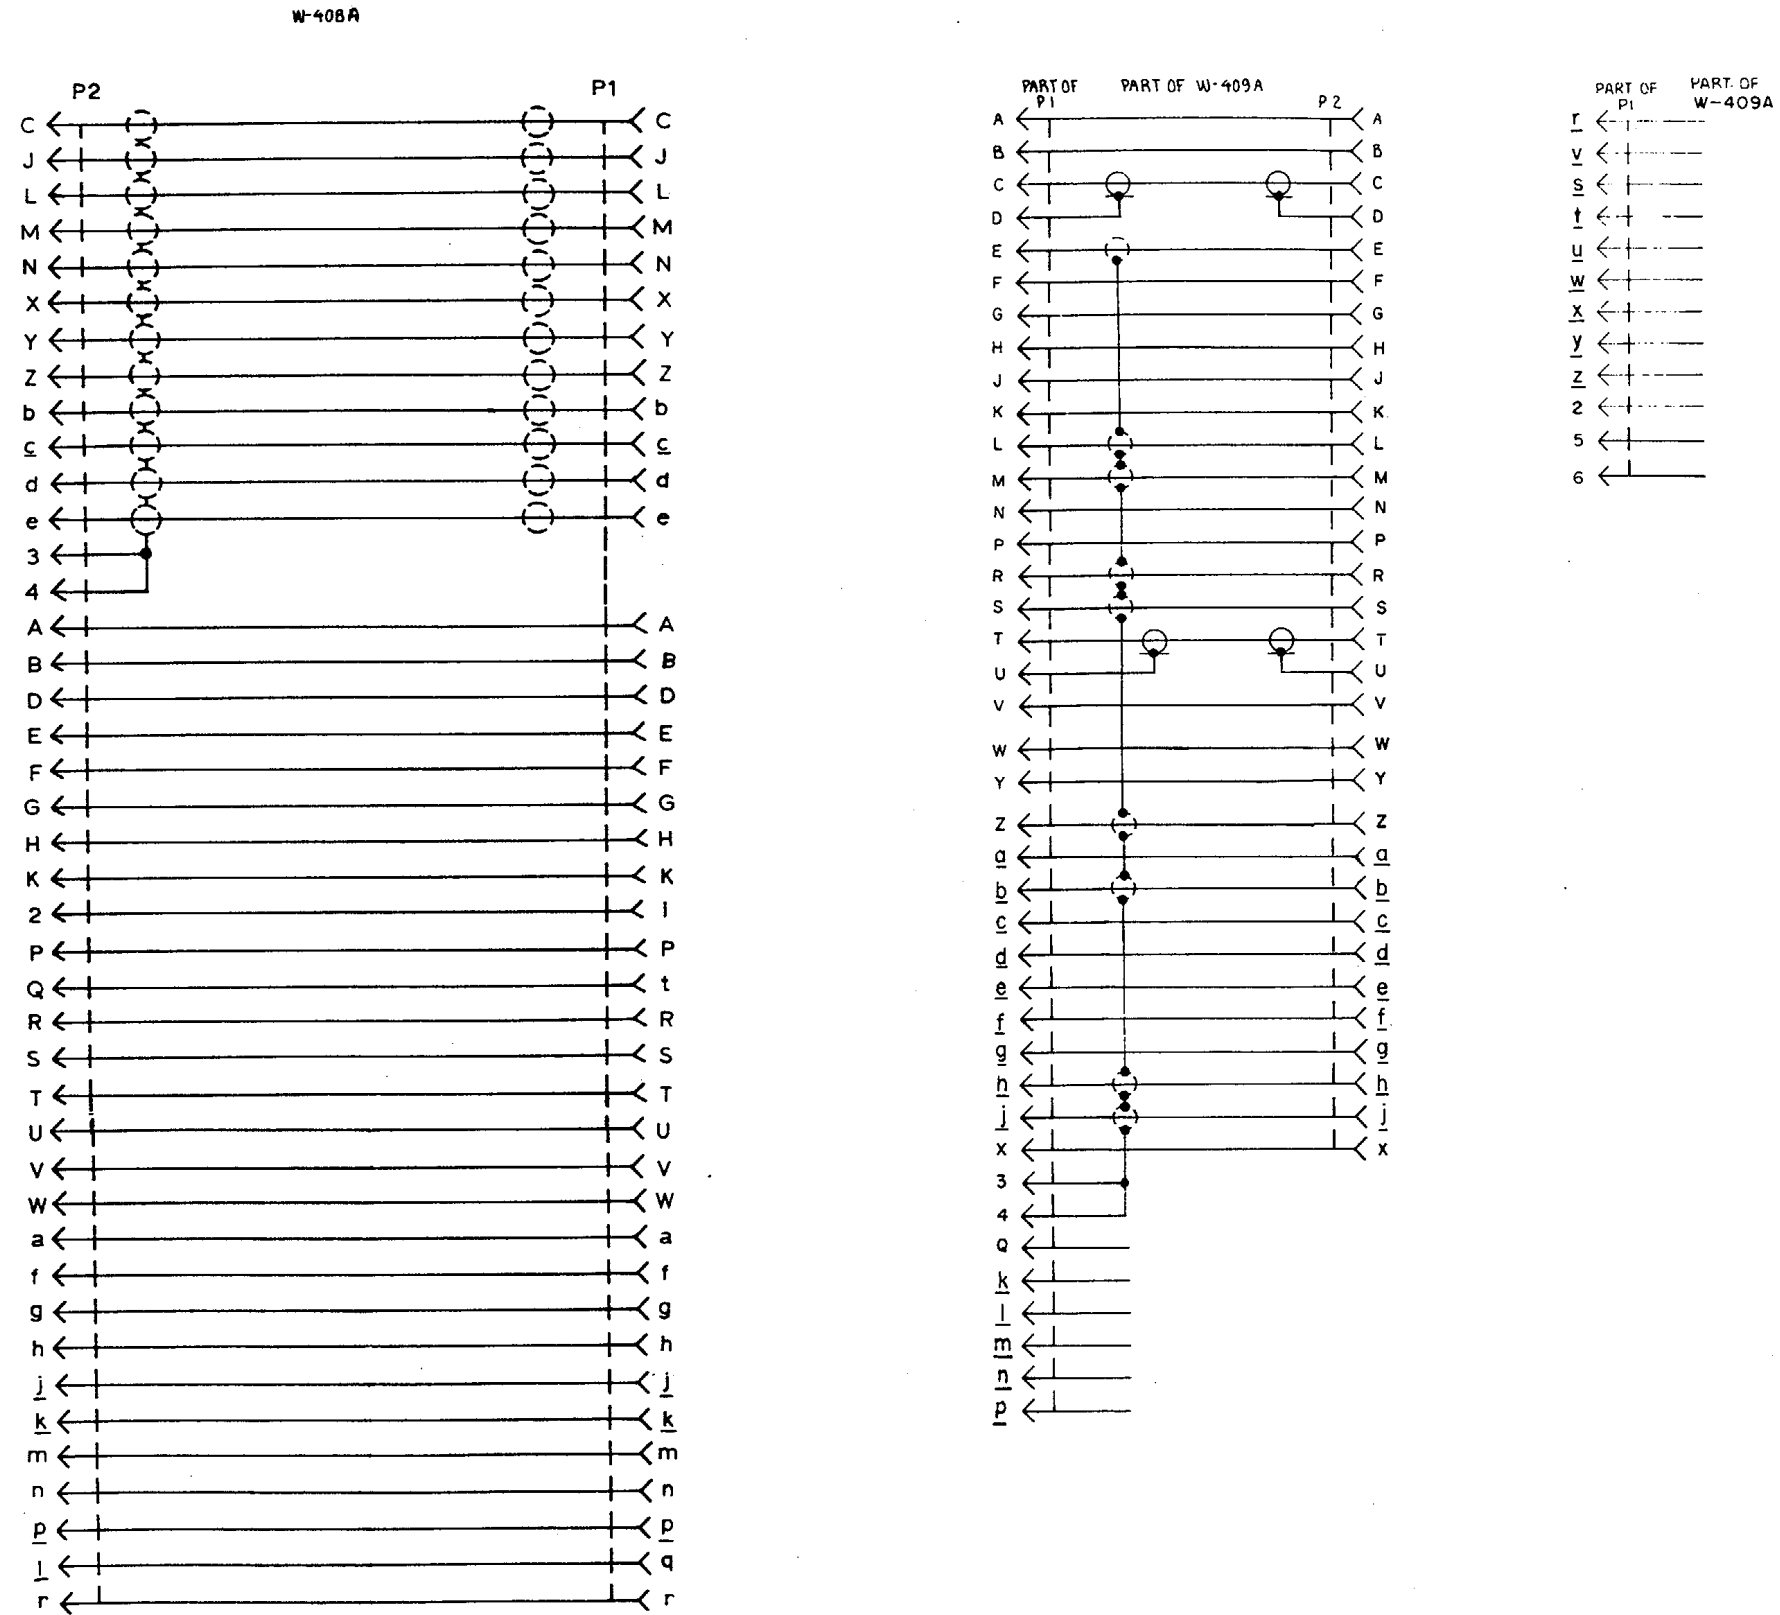 W-408A
P2 P1
C C
J J
L L
M M
N N
X X
Y Y
Z Z
b b
c c
d d
e e
3
4
A A
B B
D D
E E
F F
G G
H H
K K
2 1
P P
Q t
R R
S S
T T
U U
V V
W W
a a
f f
g g
h h
j j
k k
m m
n n
p p
l q
r r
PART OF PART OF W-409A
P1 P2
A A
B B
C C
D D
E E
F F
G G
H H
J J
K K
L L
M M
N N
P P
R R
S S
T T
U U
V V
W W
Y Y
Z Z
a a
b b
c c
d d
e e
f f
g g
h h
j j
X X
3
4
Q
k
l
m
n
p
PART OF PART OF
P1 W-409A
r
v
s
t
u
w
x
y
z
2
5
6